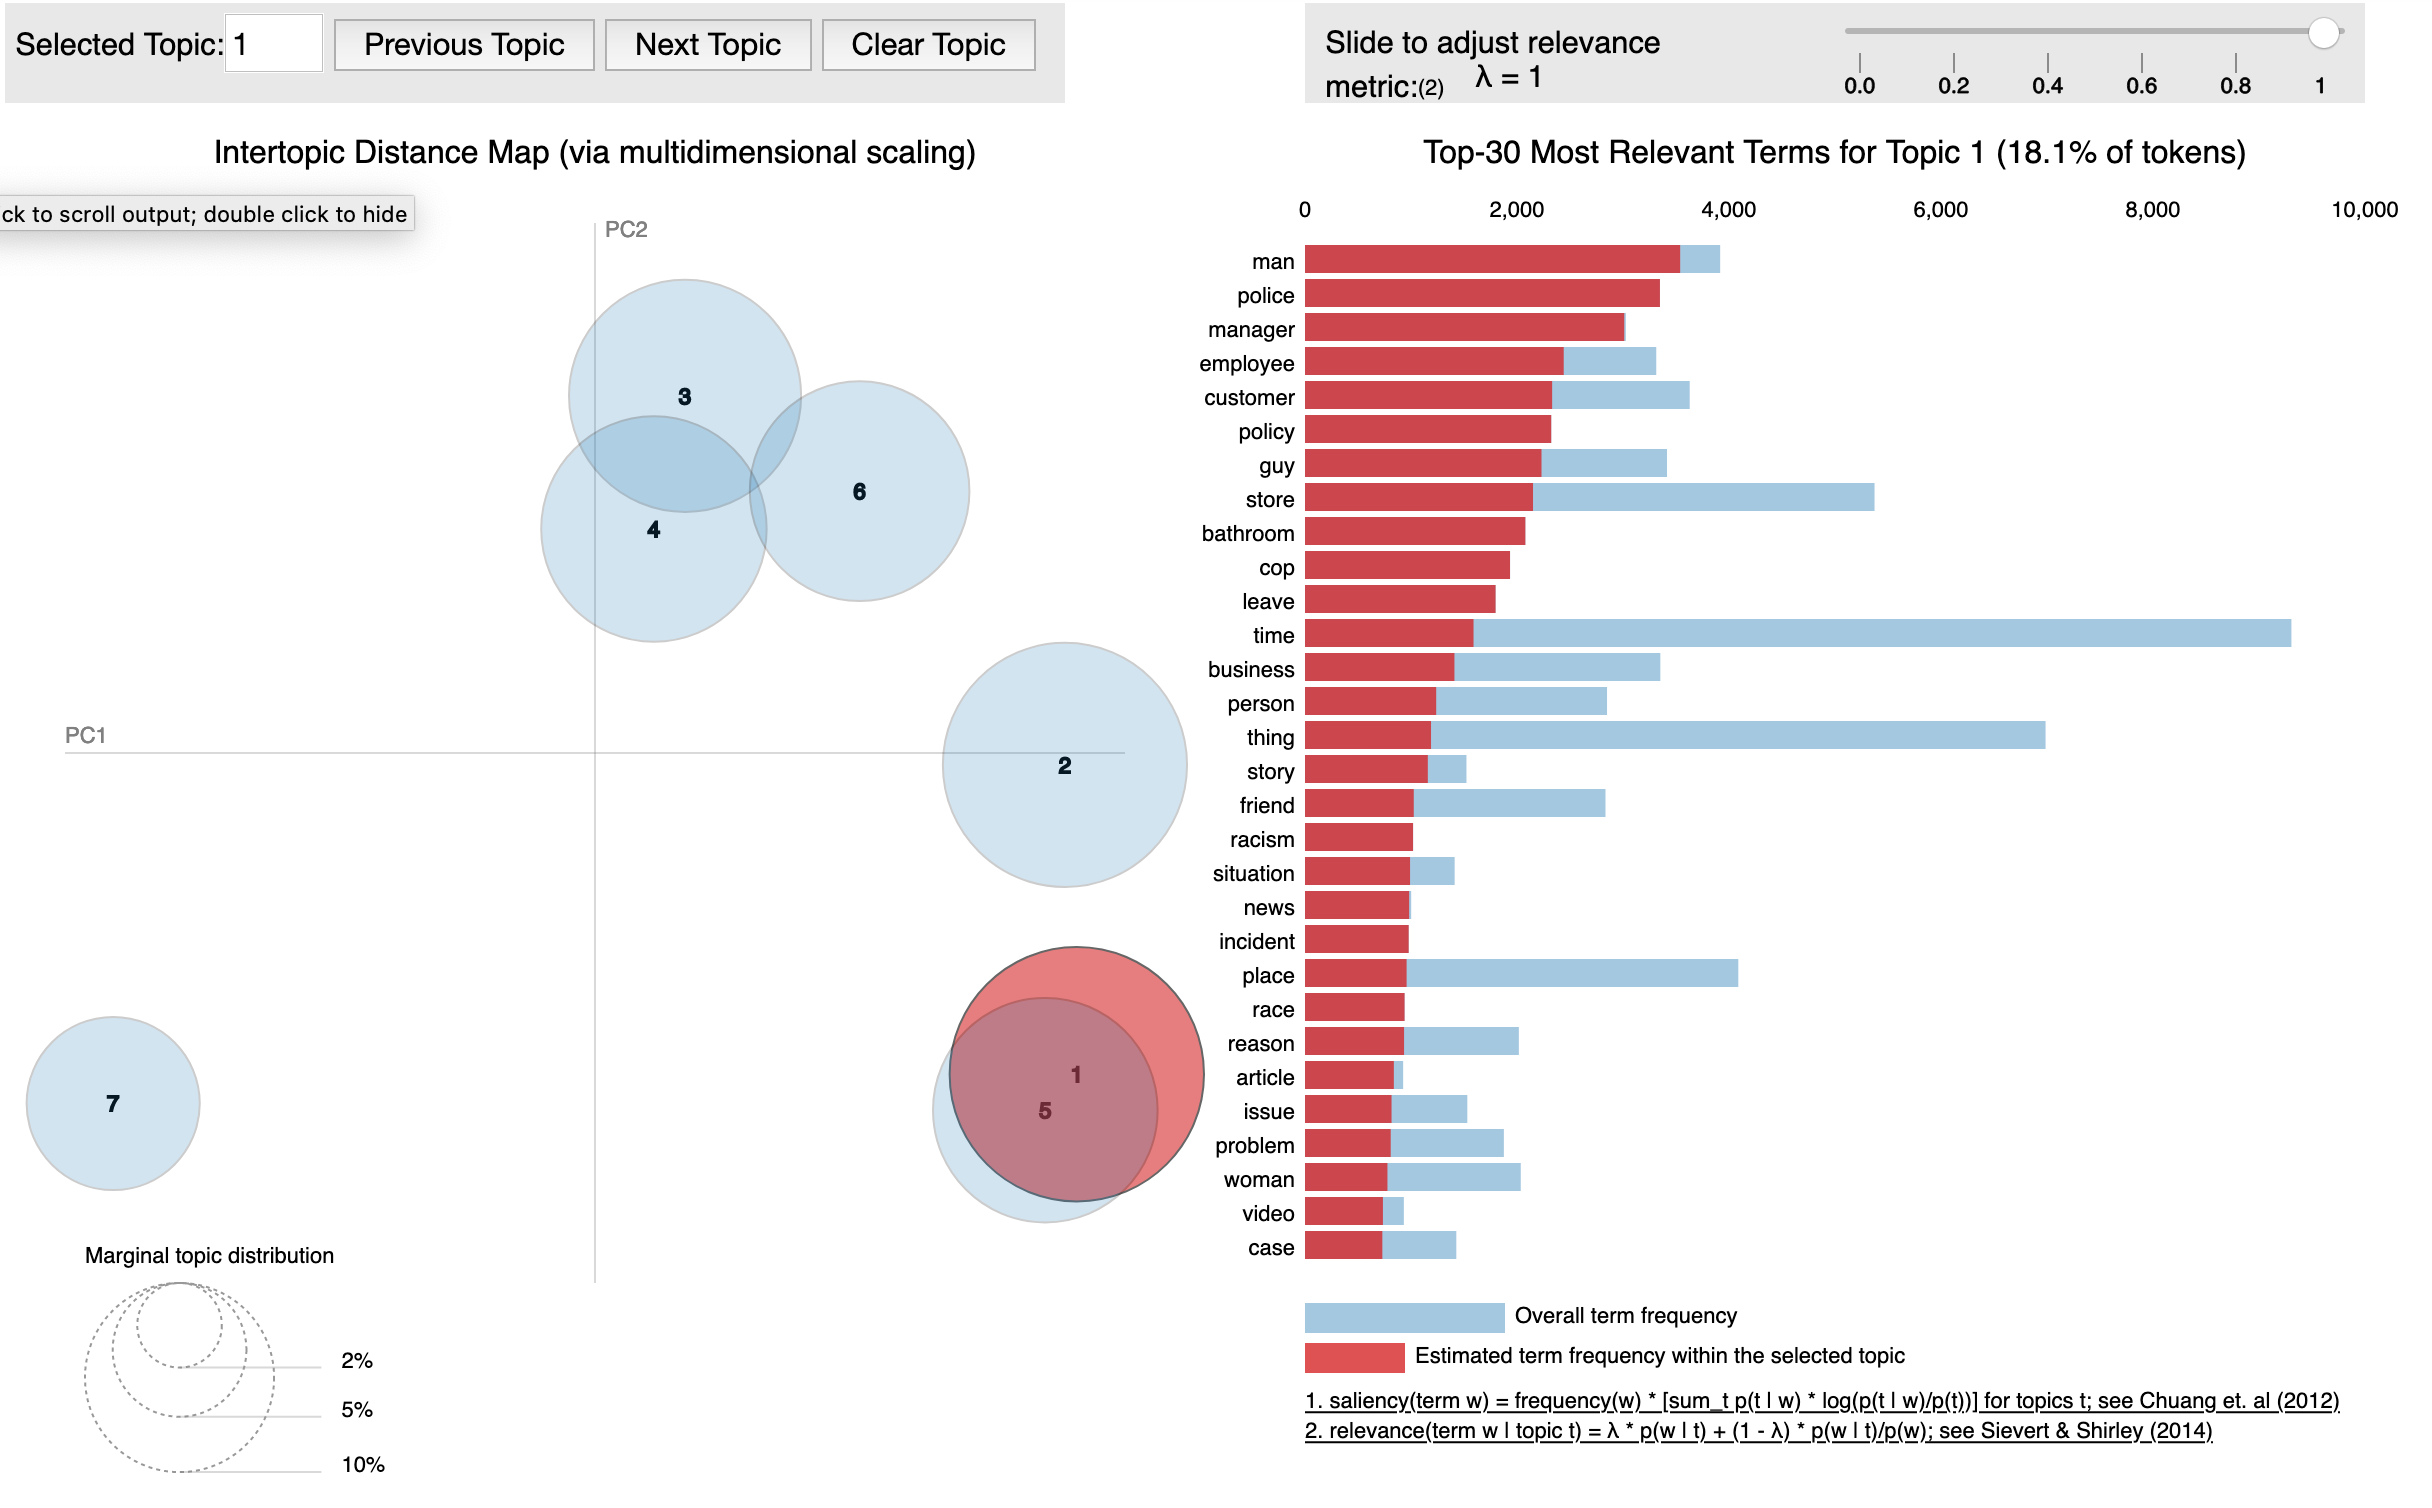 Selected Topic: 1 Previous Topic Next Topic Clear Topic
Slide to adjust relevance
metric:(2) λ = 1
0.0 0.2 0.4 0.6 0.8 1
Intertopic Distance Map (via multidimensional scaling)
ck to scroll output; double click to hide
PC2
PC1
3
6
4
2
1
5
7
Marginal topic distribution
2%
5%
10%
Top-30 Most Relevant Terms for Topic 1 (18.1% of tokens)
0 2,000 4,000 6,000 8,000 10,000
man
police
manager
employee
customer
policy
guy
store
bathroom
cop
leave
time
business
person
thing
story
friend
racism
situation
news
incident
place
race
reason
article
issue
problem
woman
video
case
Overall term frequency
Estimated term frequency within the selected topic
1. saliency(term w) = frequency(w) * [sum_t p(t | w) * log(p(t | w)/p(t))] for topics t; see Chuang et. al (2012)
2. relevance(term w | topic t) = λ * p(w | t) + (1 - λ) * p(w | t)/p(w); see Sievert & Shirley (2014)